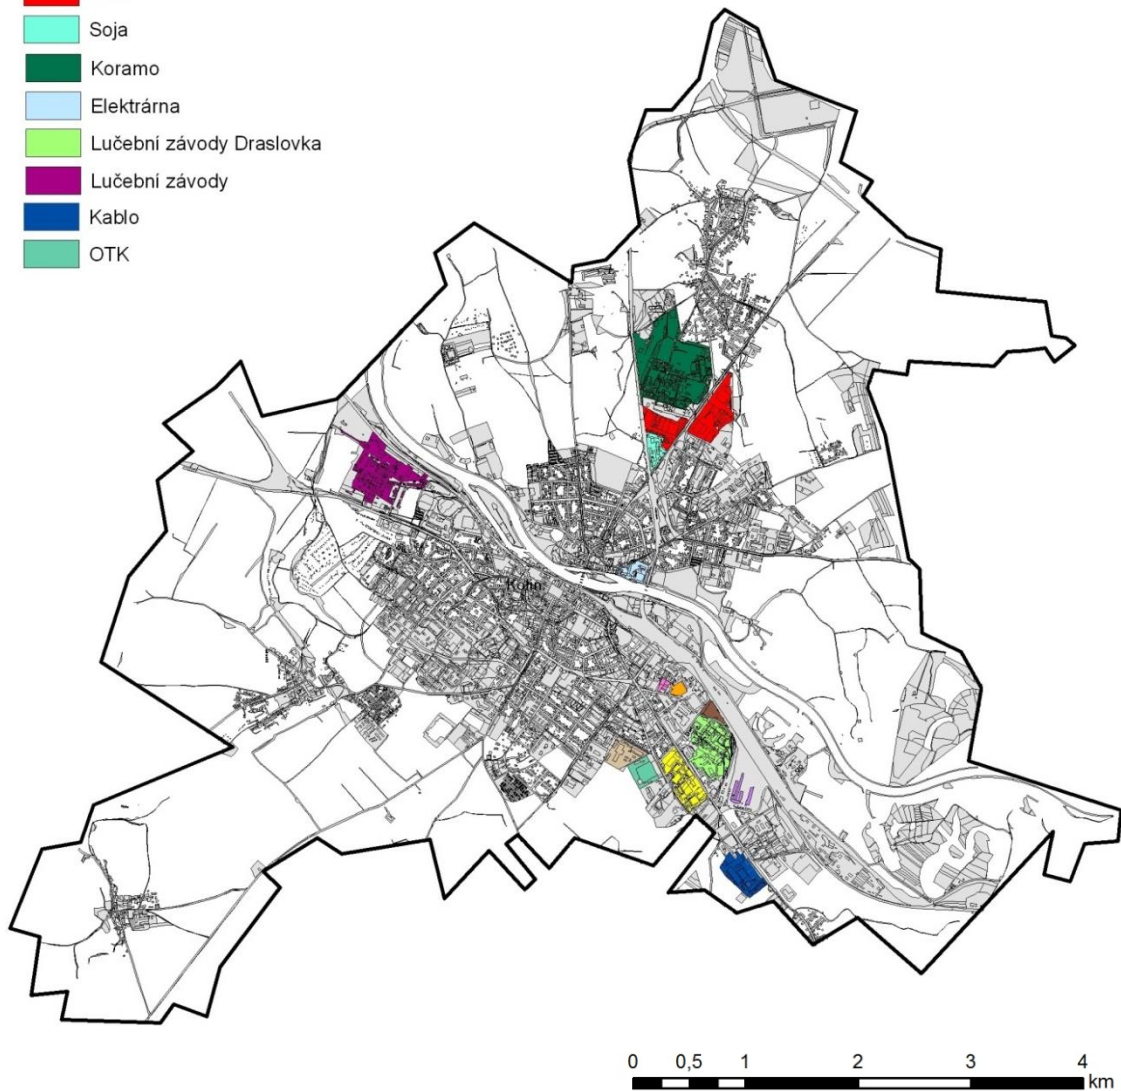 Soja
Koramo
Elektrárna
Lučební závody Draslovka
Lučební závody
Kablo
OTK
Kolín
0 0,5 1 2 3 4
km